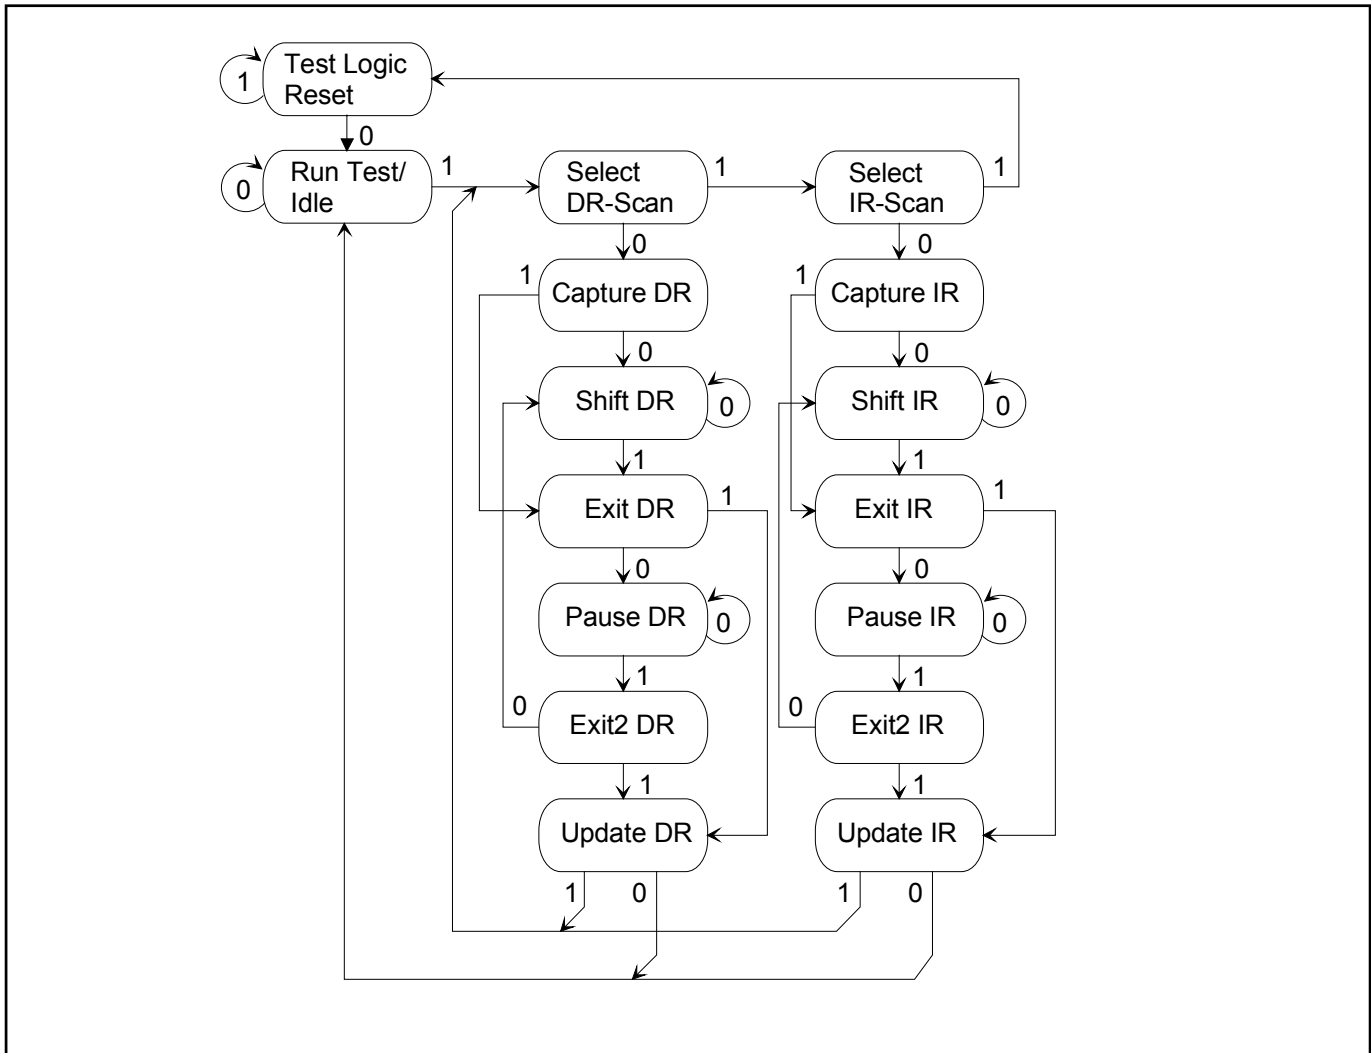 Test Logic
Reset
1
0
Run Test/
Idle
0
1
Select
DR-Scan
1
Select
IR-Scan
1
0
0
1
Capture DR
1
Capture IR
0
0
Shift DR
0
Shift IR
0
1
1
Exit DR
1
Exit IR
1
0
0
Pause DR
0
Pause IR
0
1
1
0
Exit2 DR
0
Exit2 IR
1
1
Update DR
Update IR
1
0
1
0